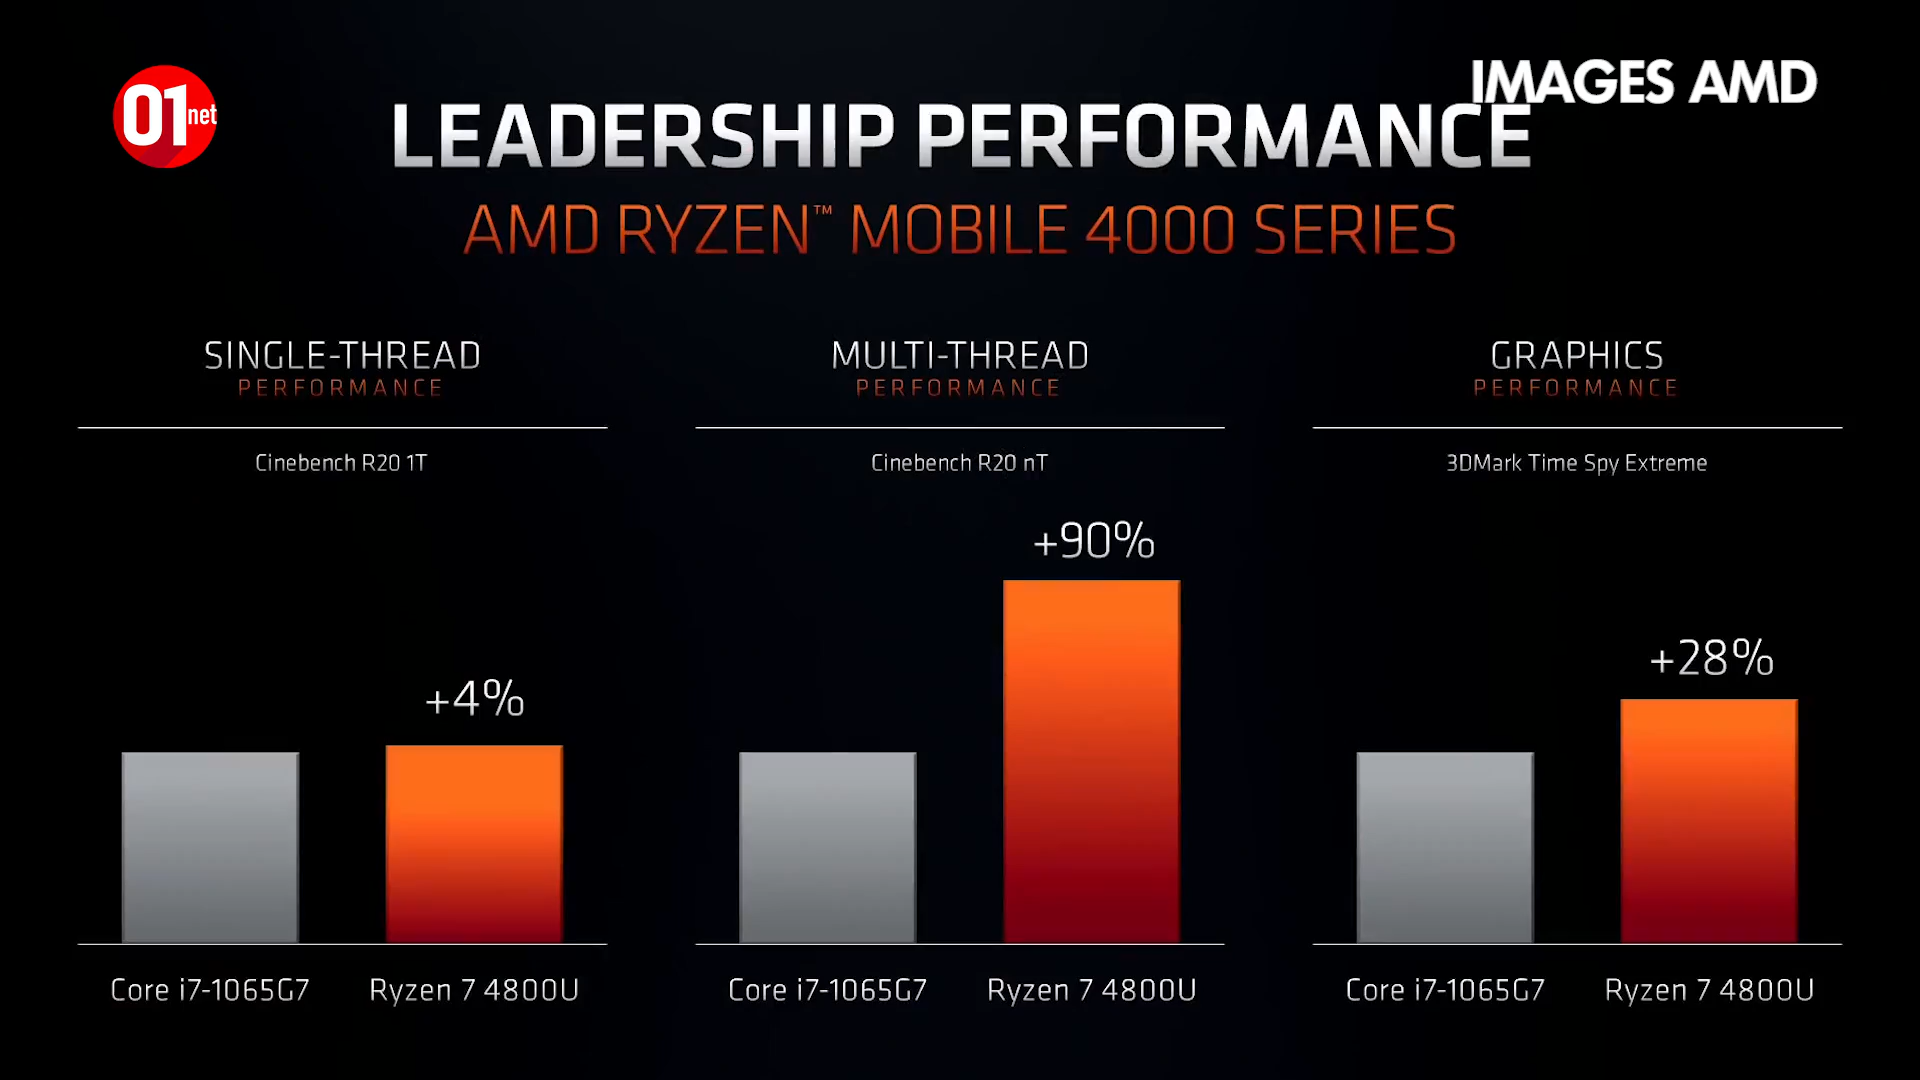 01net
IMAGES AMD
LEADERSHIP PERFORMANCE
AMD RYZEN™ MOBILE 4000 SERIES
SINGLE-THREAD
PERFORMANCE
Cinebench R20 1T
+4%
Core i7-1065G7
Ryzen 7 4800U
MULTI-THREAD
PERFORMANCE
Cinebench R20 nT
+90%
Core i7-1065G7
Ryzen 7 4800U
GRAPHICS
PERFORMANCE
3DMark Time Spy Extreme
+28%
Core i7-1065G7
Ryzen 7 4800U